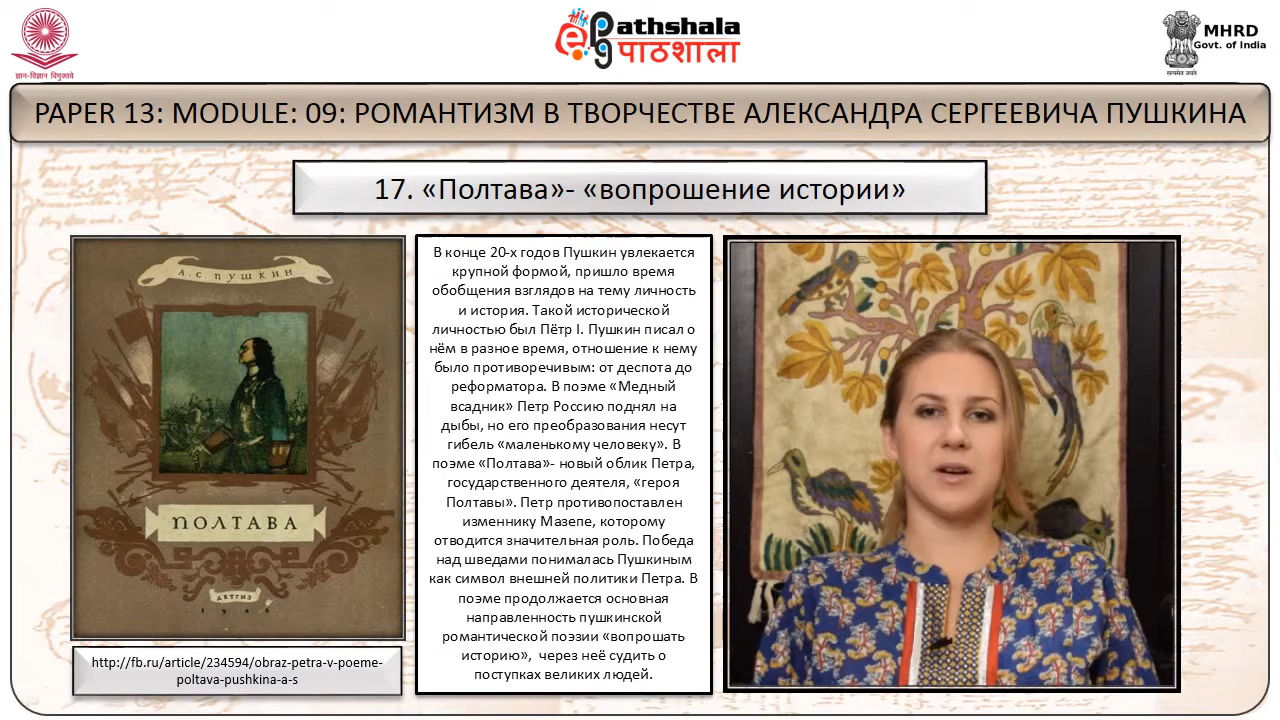 ज्ञान-विज्ञान विमुक्तये
ePathshala
पाठशाला
MHRD
Govt. of India
सत्यमेव जयते
PAPER 13: MODULE: 09: РОМАНТИЗМ В ТВОРЧЕСТВЕ АЛЕКСАНДРА СЕРГЕЕВИЧА ПУШКИНА
17. «Полтава»- «вопрошение истории»
А.С.ПУШКИН
ПОЛТАВА
ДЕТГИЗ
http://fb.ru/article/234594/obraz-petra-v-poeme-
poltava-pushkina-a-s
В конце 20-х годов Пушкин увлекается
крупной формой, пришло время
обобщения взглядов на тему личность
и история. Такой исторической
личностью был Пётр I. Пушкин писал о
нём в разное время, отношение к нему
было противоречивым: от деспота до
реформатора. В поэме «Медный
всадник» Петр Россию поднял на
дыбы, но его преобразования несут
гибель «маленькому человеку». В
поэме «Полтава»- новый облик Петра,
государственного деятеля, «героя
Полтавы». Петр противопоставлен
изменнику Мазепе, которому
отводится значительная роль. Победа
над шведами понималась Пушкиным
как символ внешней политики Петра. В
поэме продолжается основная
направленность пушкинской
романтической поэзии «вопрошать
историю»,  через неё судить о
поступках великих людей.